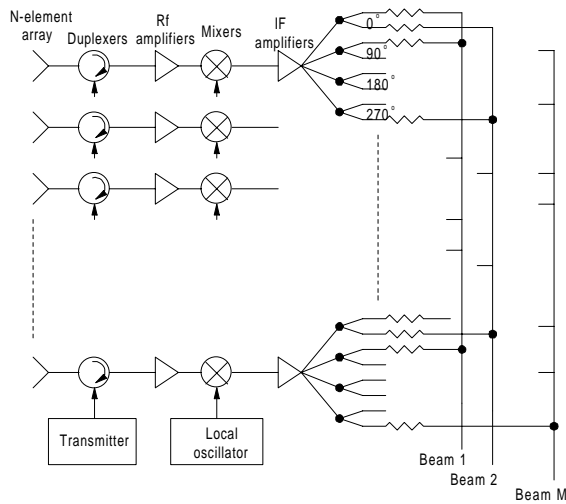 N-element
array
Duplexers
Rf
amplifiers
Mixers
IF
amplifiers
0°
90°
180°
270°
Transmitter
Local
oscillator
Beam 1
Beam 2
Beam M